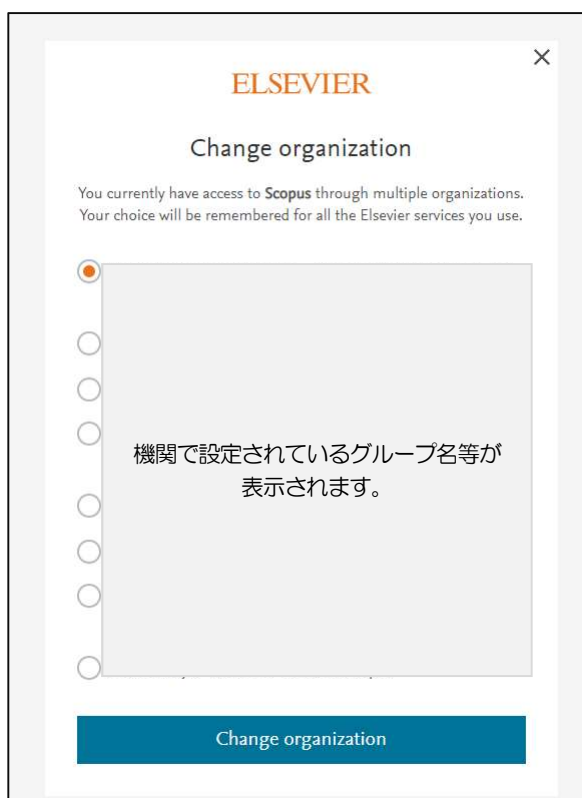 ELSEVIER
Change organization
You currently have access to Scopus through multiple organizations.
Your choice will be remembered for all the Elsevier services you use.
機関で設定されているグループ名等が
表示されます。
Change organization